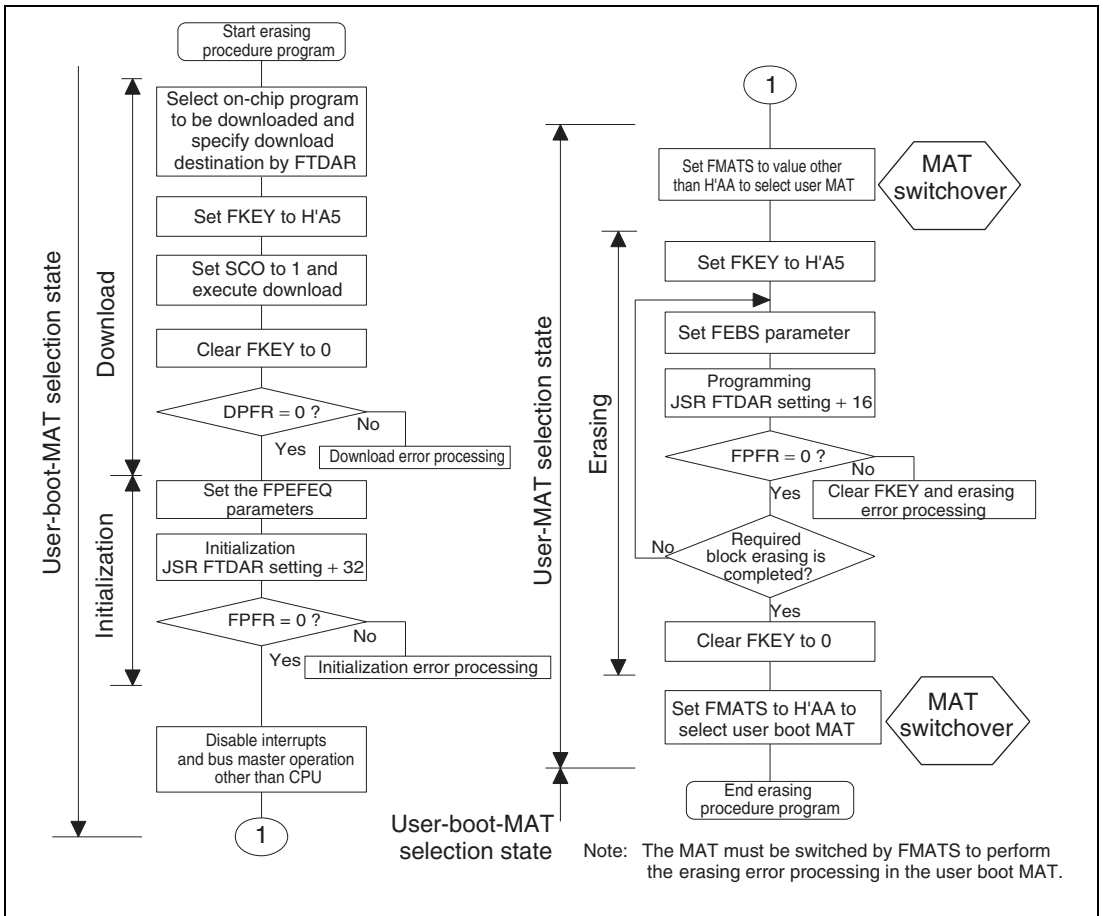 Start erasing
procedure program
Select on-chip program
to be downloaded and
specify download
destination by FTDAR
Set FKEY to H'A5
Set SCO to 1 and
execute download
Clear FKEY to 0
DPFR = 0 ?
No
Yes
Download error processing
Set the FPEFEQ
parameters
Initialization
JSR FTDAR setting + 32
FPFR = 0 ?
No
Yes
Initialization error processing
Disable interrupts
and bus master operation
other than CPU
1
User-boot-MAT selection state
Download
Initialization
1
Set FMATS to value other
than H'AA to select user MAT
MAT
switchover
Set FKEY to H'A5
Set FEBS parameter
Programming
JSR FTDAR setting + 16
FPFR = 0 ?
No
Yes
Clear FKEY and erasing
error processing
Required
block erasing is
completed?
No
Yes
Clear FKEY to 0
Set FMATS to H'AA to
select user boot MAT
MAT
switchover
End erasing
procedure program
User-MAT selection state
Erasing
User-boot-MAT
selection state
Note: The MAT must be switched by FMATS to perform
the erasing error processing in the user boot MAT.